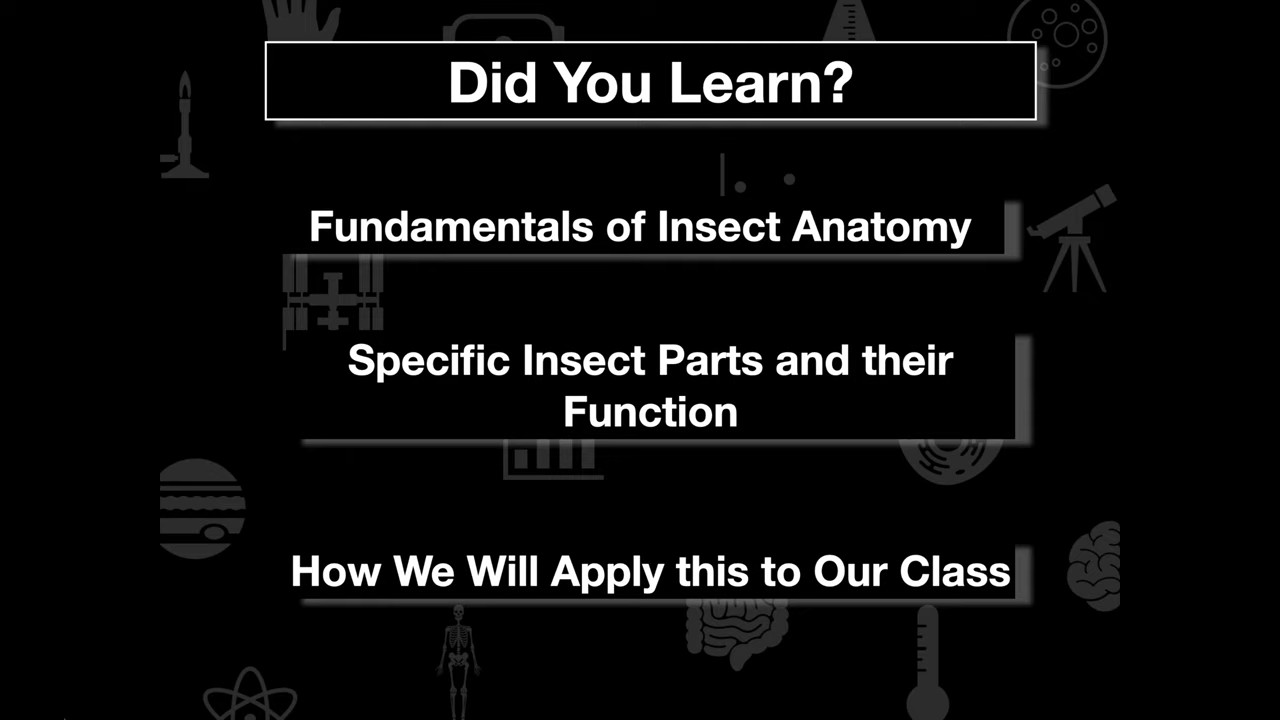 Did You Learn?
Fundamentals of Insect Anatomy
Specific Insect Parts and their
Function
How We Will Apply this to Our Class